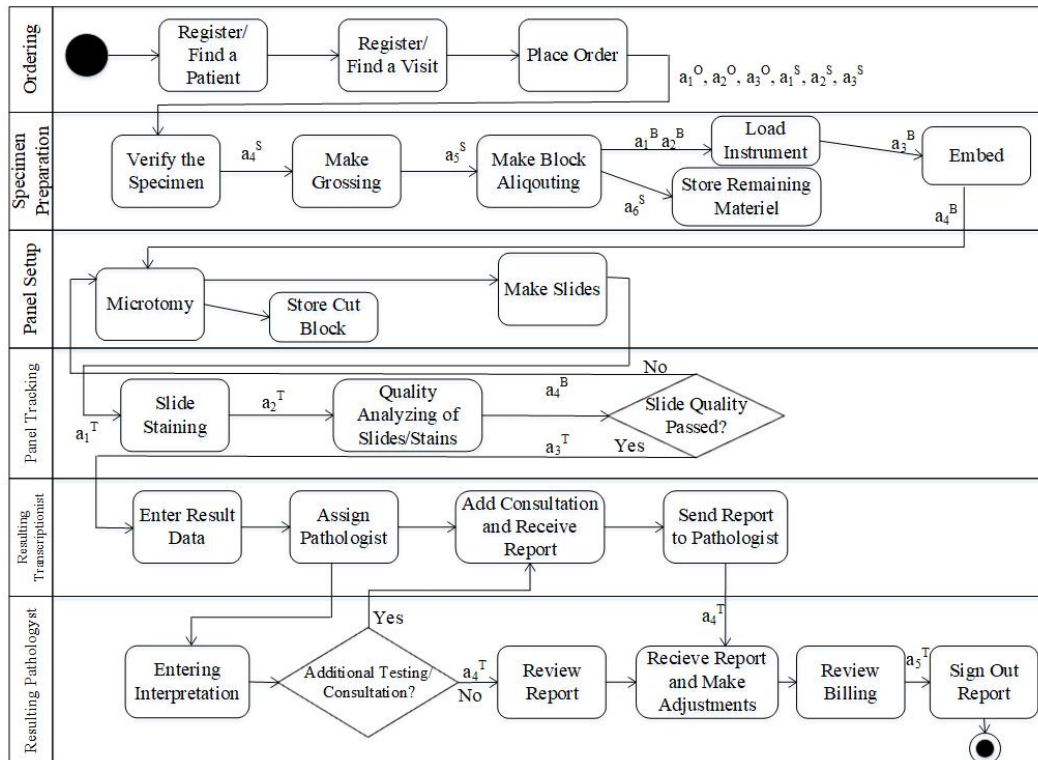 Ordering
Register/
Find a
Patient
Register/
Find a Visit
Place Order
a₁ᴼ, a₂ᴼ, a₃ᴼ, a₁ˢ, a₂ˢ, a₃ˢ
Specimen
Preparation
Verify the
Specimen
a₄ˢ
Make
Grossing
a₅ˢ
Make Block
Aliqouting
a₁ᴮ a₂ᴮ
Load
Instrument
a₃ᴮ
Embed
a₆ˢ
Store Remaining
Materiel
a₄ᴮ
Panel Setup
Microtomy
Store Cut
Block
Make Slides
Panel Tracking
No
a₁ᵀ
Slide
Staining
a₂ᵀ
Quality
Analyzing of
Slides/Stains
a₄ᴮ
Slide Quality
Passed?
a₃ᵀ
Yes
Resulting
Transcriptionist
Enter Result
Data
Assign
Pathologist
Add Consultation
and Receive
Report
Send Report
to Pathologist
Resulting Pathologyst
Yes
a₄ᵀ
Entering
Interpretation
Additional Testing/
Consultation?
a₄ᵀ
No
Review
Report
Recieve Report
and Make
Adjustments
Review
Billing
a₅ᵀ
Sign Out
Report